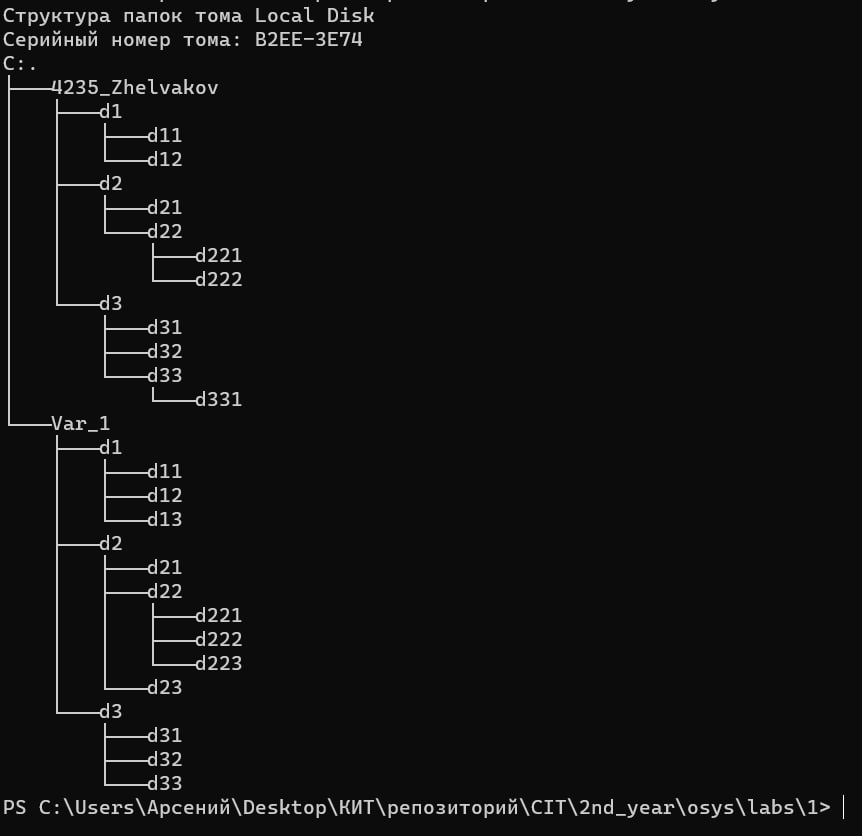 Структура папок тома Local Disk
Серийный номер тома: B2EE-3E74
C:.
├───4235_Zhelvakov
│   ├───d1
│   │   ├───d11
│   │   └───d12
│   ├───d2
│   │   ├───d21
│   │   └───d22
│   │       ├───d221
│   │       └───d222
│   └───d3
│       ├───d31
│       ├───d32
│       └───d33
│           └───d331
└───Var_1
    ├───d1
    │   ├───d11
    │   ├───d12
    │   └───d13
    ├───d2
    │   ├───d21
    │   ├───d22
    │   │   ├───d221
    │   │   ├───d222
    │   │   └───d223
    │   └───d23
    └───d3
        ├───d31
        ├───d32
        └───d33
PS C:\Users\Арсений\Desktop\КИТ\репозиторий\CIT\2nd_year\osys\labs\1>